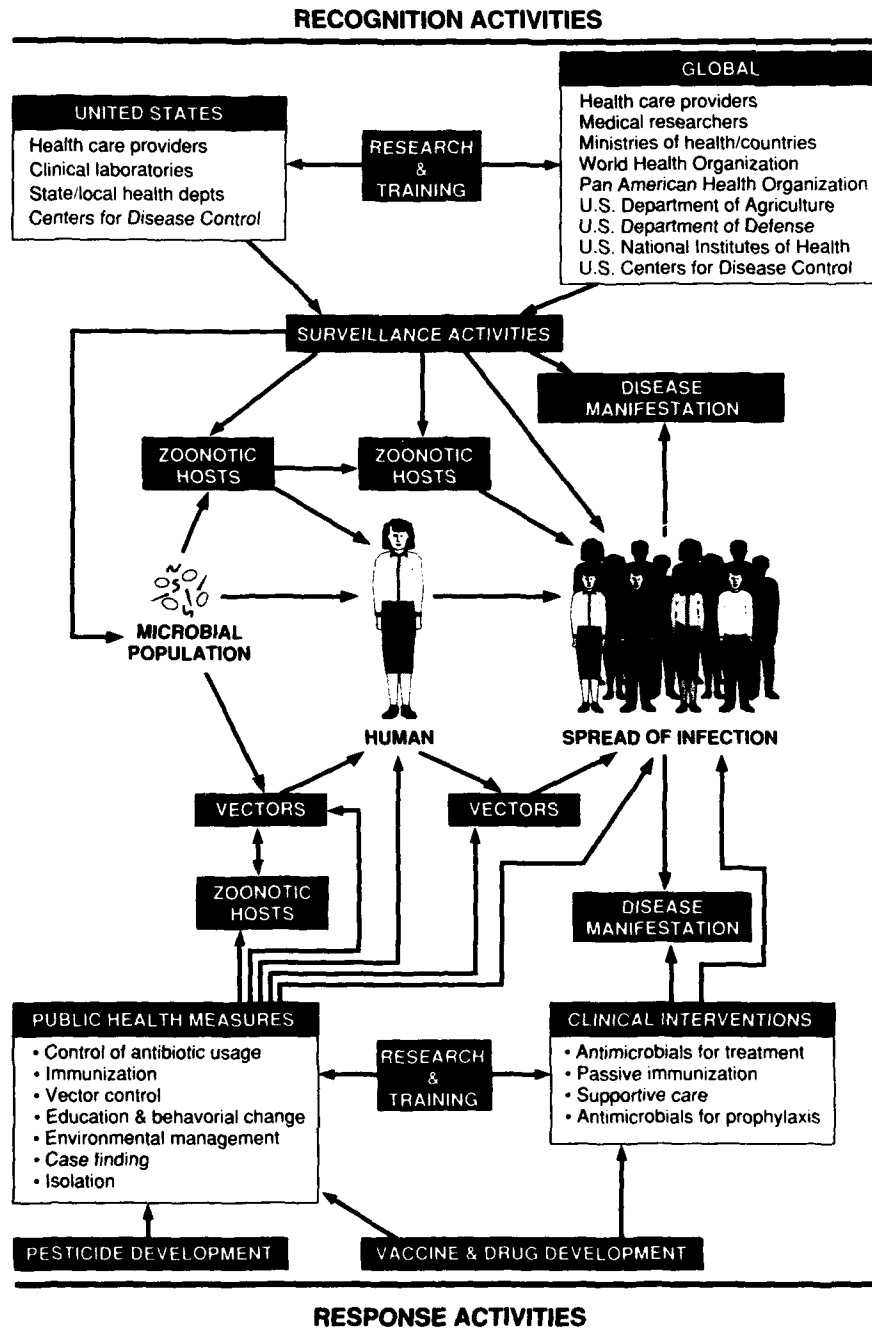 RECOGNITION ACTIVITIES
UNITED STATES
Health care providers
Clinical laboratories
State/local health depts
Centers for Disease Control
RESEARCH
&
TRAINING
GLOBAL
Health care providers
Medical researchers
Ministries of health/countries
World Health Organization
Pan American Health Organization
U.S. Department of Agriculture
U.S. Department of Defense
U.S. National Institutes of Health
U.S. Centers for Disease Control
SURVEILLANCE ACTIVITIES
DISEASE
MANIFESTATION
ZOONOTIC
HOSTS
ZOONOTIC
HOSTS
MICROBIAL
POPULATION
HUMAN
SPREAD OF INFECTION
VECTORS
VECTORS
ZOONOTIC
HOSTS
DISEASE
MANIFESTATION
PUBLIC HEALTH MEASURES
• Control of antibiotic usage
• Immunization
• Vector control
• Education & behavorial change
• Environmental management
• Case finding
• Isolation
RESEARCH
&
TRAINING
CLINICAL INTERVENTIONS
• Antimicrobials for treatment
• Passive immunization
• Supportive care
• Antimicrobials for prophylaxis
PESTICIDE DEVELOPMENT
VACCINE & DRUG DEVELOPMENT
RESPONSE ACTIVITIES